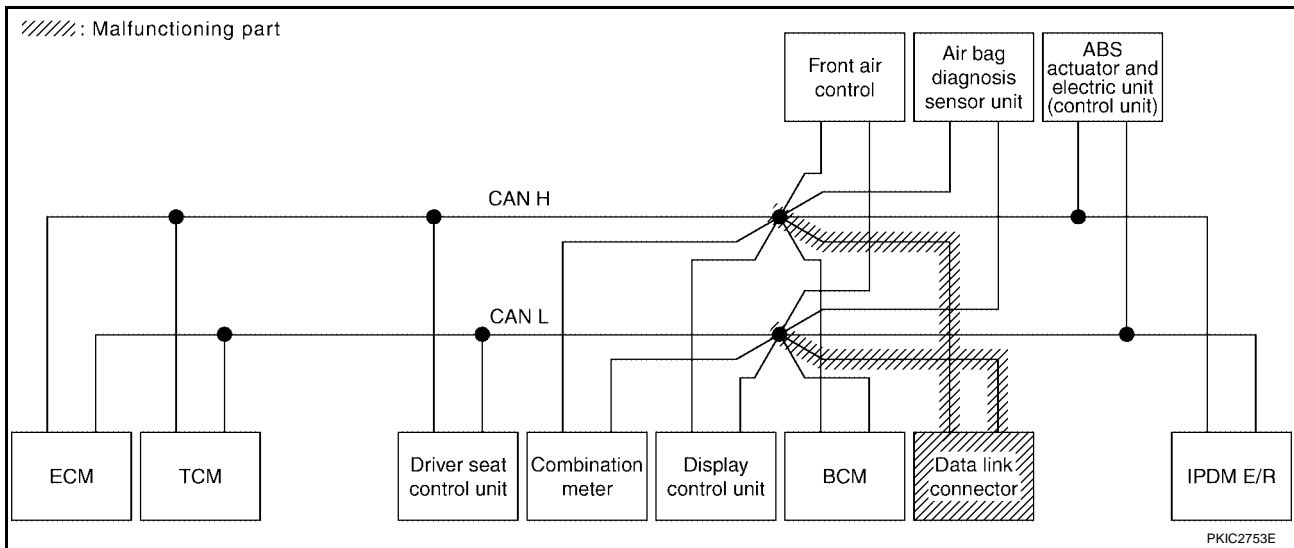 : Malfunctioning part
Front air
control
Air bag
diagnosis
sensor unit
ABS
actuator and
electric unit
(control unit)
CAN H
CAN L
ECM
TCM
Driver seat
control unit
Combination
meter
Display
control unit
BCM
Data link
connector
IPDM E/R
PKIC2753E